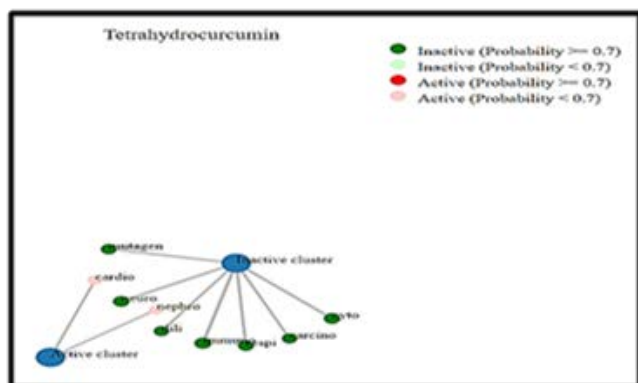 Tetrahydrocurcumin
Inactive (Probability >= 0.7)
Inactive (Probability < 0.7)
Active (Probability >= 0.7)
Active (Probability < 0.7)
mutagen
Inactive cluster
cardio
neuro
nephro
cyto
immuno
carcino
Active cluster